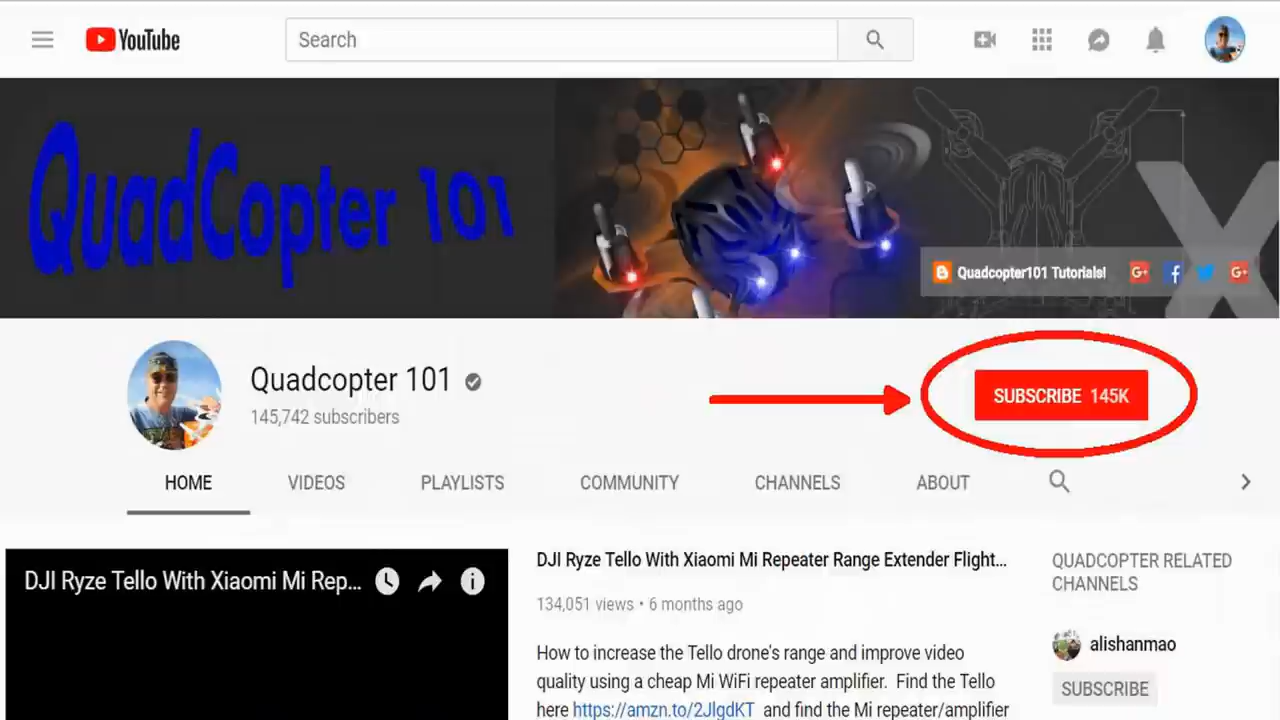 YouTube
Search
QuadCopter 101
Quadcopter101 Tutorials!
X
Quadcopter 101
145,742 subscribers
SUBSCRIBE 145K
HOME VIDEOS PLAYLISTS COMMUNITY CHANNELS ABOUT
DJI Ryze Tello With Xiaomi Mi Rep...
DJI Ryze Tello With Xiaomi Mi Repeater Range Extender Flight...
134,051 views • 6 months ago
How to increase the Tello drone's range and improve video
quality using a cheap Mi WiFi repeater amplifier. Find the Tello
here https://amzn.to/2JlgdKT and find the Mi repeater/amplifier
QUADCOPTER RELATED
CHANNELS
alishanmao
SUBSCRIBE